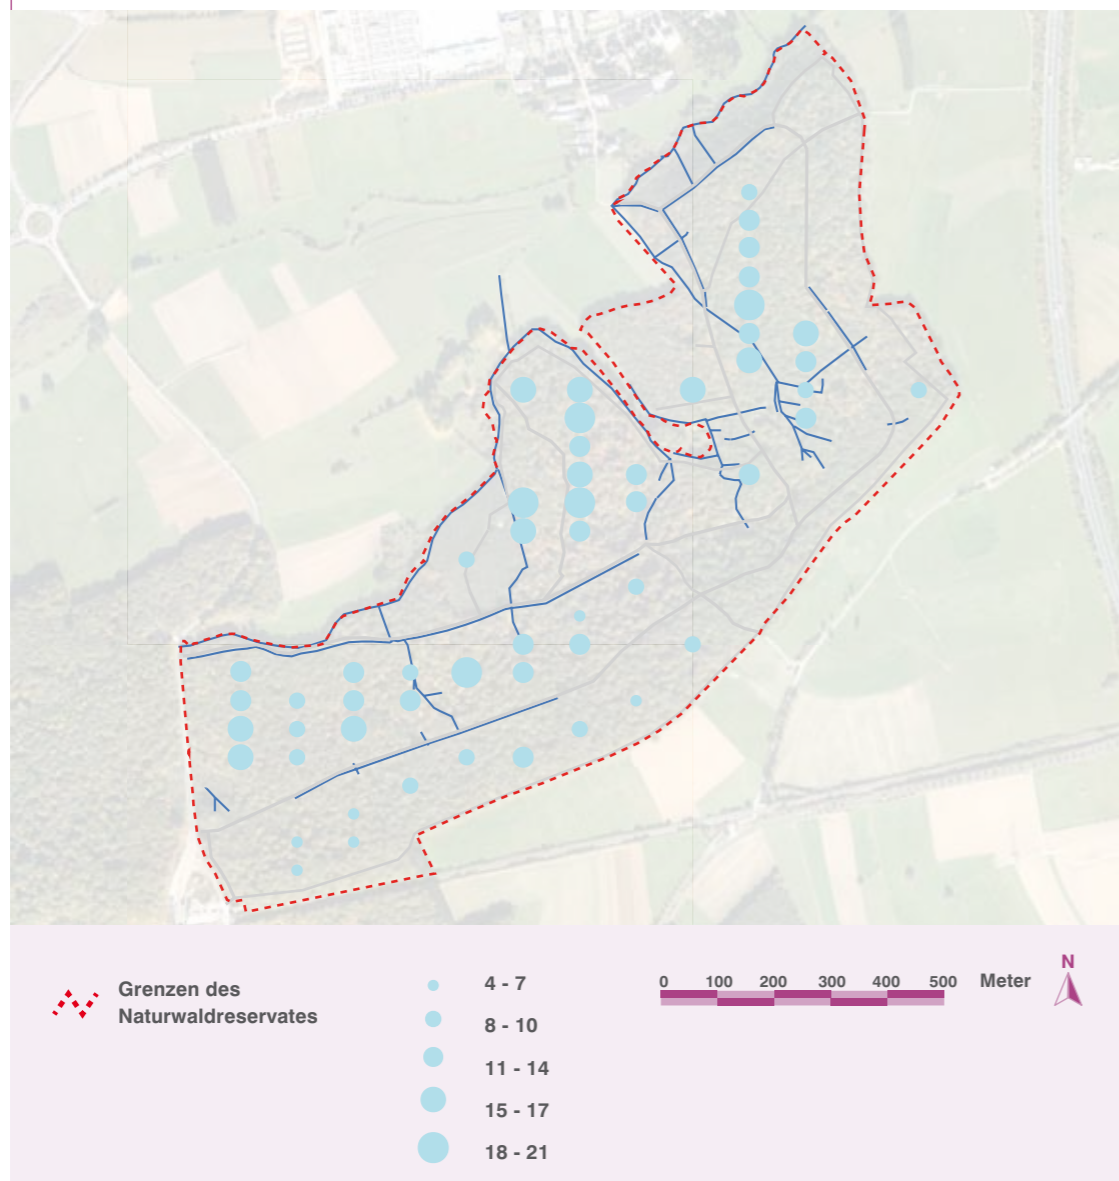 Grenzen des
Naturwaldreservates
4 - 7
8 - 10
11 - 14
15 - 17
18 - 21
0 100 200 300 400 500 Meter
N